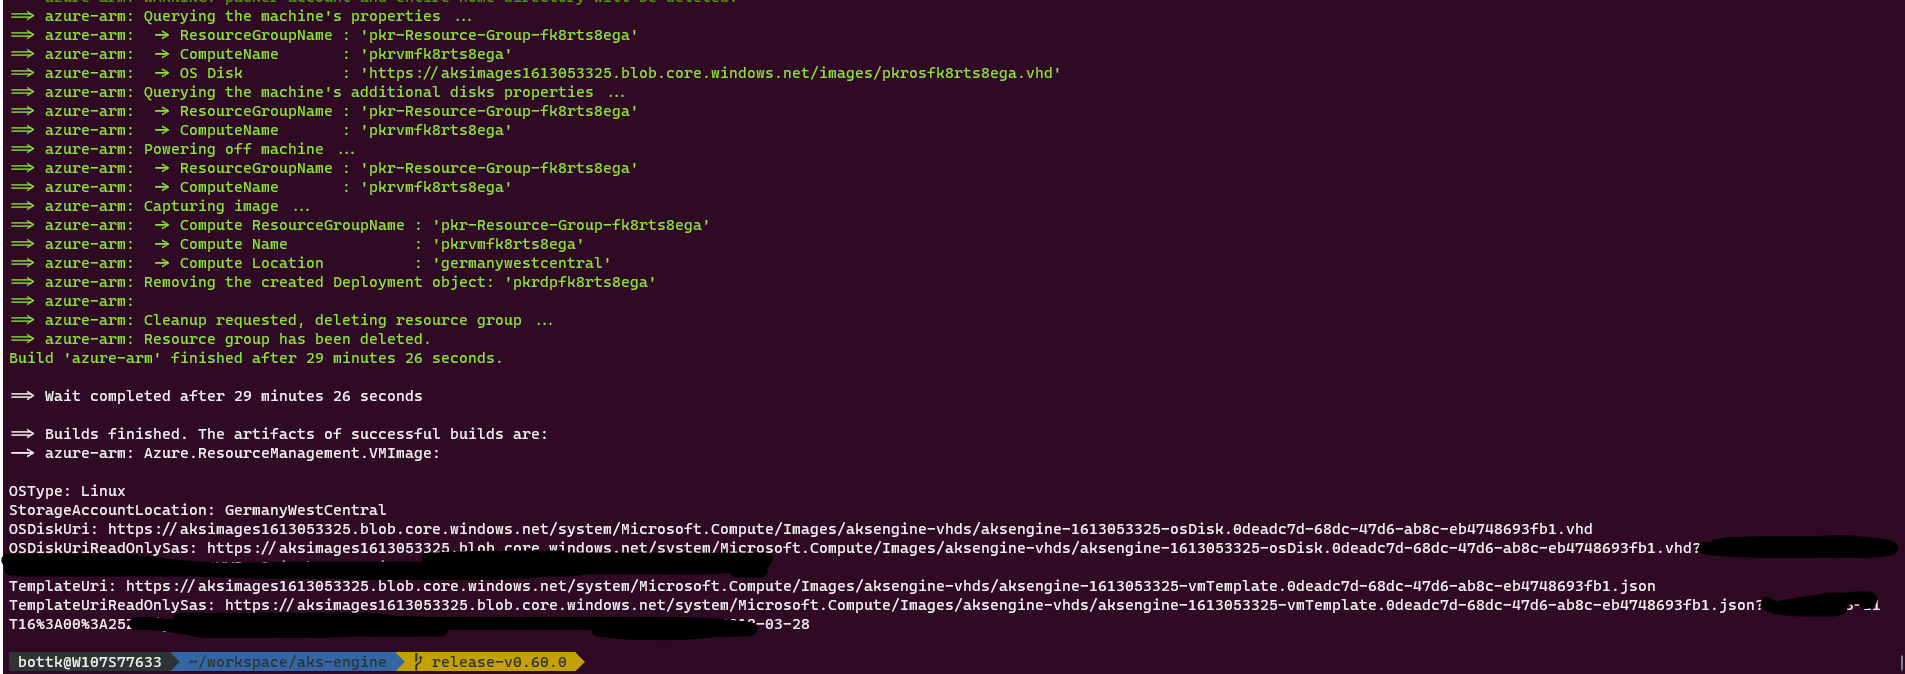 azure-arm: WARNING: packer account and entire home directory will be deleted.
==> azure-arm: Querying the machine's properties ...
==> azure-arm:  -> ResourceGroupName : 'pkr-Resource-Group-fk8rts8ega'
==> azure-arm:  -> ComputeName       : 'pkrvmfk8rts8ega'
==> azure-arm:  -> OS Disk           : 'https://aksimages1613053325.blob.core.windows.net/images/pkrosfk8rts8ega.vhd'
==> azure-arm: Querying the machine's additional disks properties ...
==> azure-arm:  -> ResourceGroupName : 'pkr-Resource-Group-fk8rts8ega'
==> azure-arm:  -> ComputeName       : 'pkrvmfk8rts8ega'
==> azure-arm: Powering off machine ...
==> azure-arm:  -> ResourceGroupName : 'pkr-Resource-Group-fk8rts8ega'
==> azure-arm:  -> ComputeName       : 'pkrvmfk8rts8ega'
==> azure-arm: Capturing image ...
==> azure-arm:  -> Compute ResourceGroupName : 'pkr-Resource-Group-fk8rts8ega'
==> azure-arm:  -> Compute Name              : 'pkrvmfk8rts8ega'
==> azure-arm:  -> Compute Location          : 'germanywestcentral'
==> azure-arm: Removing the created Deployment object: 'pkrdpfk8rts8ega'
==> azure-arm:
==> azure-arm: Cleanup requested, deleting resource group ...
==> azure-arm: Resource group has been deleted.
Build 'azure-arm' finished after 29 minutes 26 seconds.
==> Wait completed after 29 minutes 26 seconds
==> Builds finished. The artifacts of successful builds are:
--> azure-arm: Azure.ResourceManagement.VMImage:
OSType: Linux
StorageAccountLocation: GermanyWestCentral
OSDiskUri: https://aksimages1613053325.blob.core.windows.net/system/Microsoft.Compute/Images/aksengine-vhds/aksengine-1613053325-osDisk.0deadc7d-68dc-47d6-ab8c-eb4748693fb1.vhd
OSDiskUriReadOnlySas: https://aksimages1613053325.blob.core.windows.net/system/Microsoft.Compute/Images/aksengine-vhds/aksengine-1613053325-osDisk.0deadc7d-68dc-47d6-ab8c-eb4748693fb1.vhd?
TemplateUri: https://aksimages1613053325.blob.core.windows.net/system/Microsoft.Compute/Images/aksengine-vhds/aksengine-1613053325-vmTemplate.0deadc7d-68dc-47d6-ab8c-eb4748693fb1.json
TemplateUriReadOnlySas: https://aksimages1613053325.blob.core.windows.net/system/Microsoft.Compute/Images/aksengine-vhds/aksengine-1613053325-vmTemplate.0deadc7d-68dc-47d6-ab8c-eb4748693fb1.json?
T16%3A00%3A25 -03-28
bottk@W107S77633 ~/workspace/aks-engine release-v0.60.0